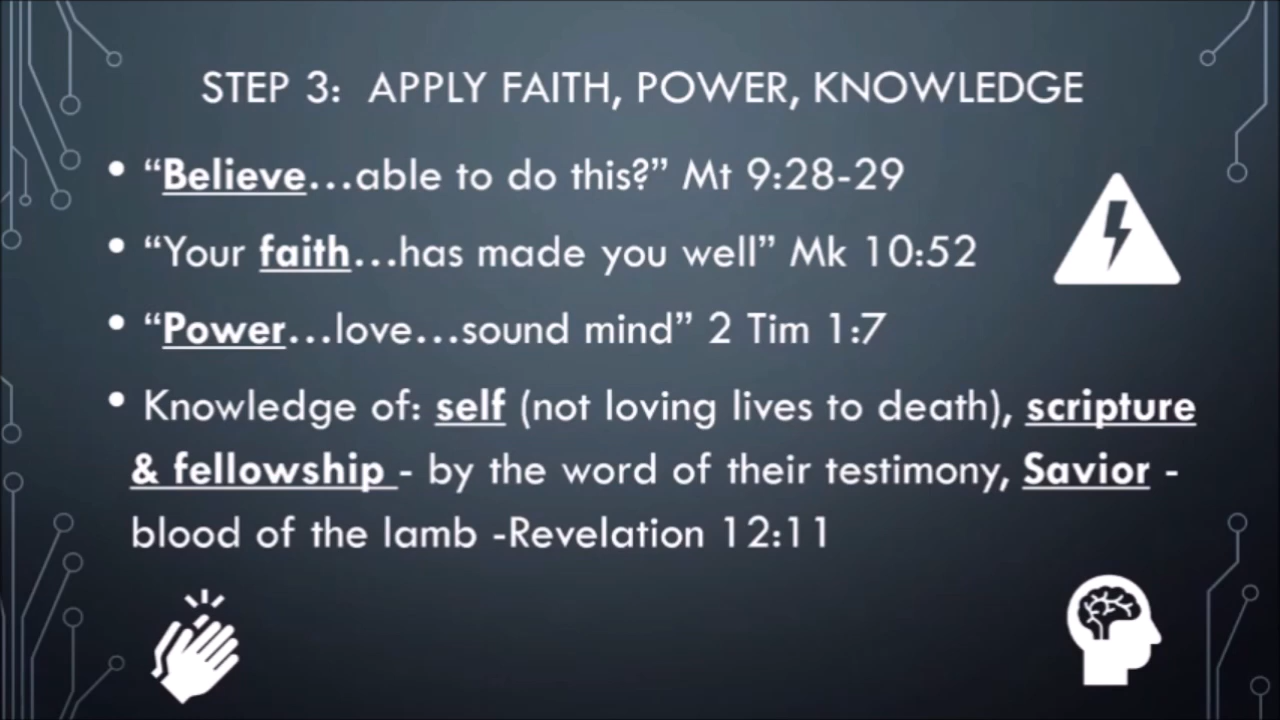 STEP 3: APPLY FAITH, POWER, KNOWLEDGE
• “Believe...able to do this?” Mt 9:28-29
• “Your faith...has made you well” Mk 10:52
• “Power...love...sound mind” 2 Tim 1:7
• Knowledge of: self (not loving lives to death), scripture
& fellowship - by the word of their testimony, Savior -
blood of the lamb -Revelation 12:11